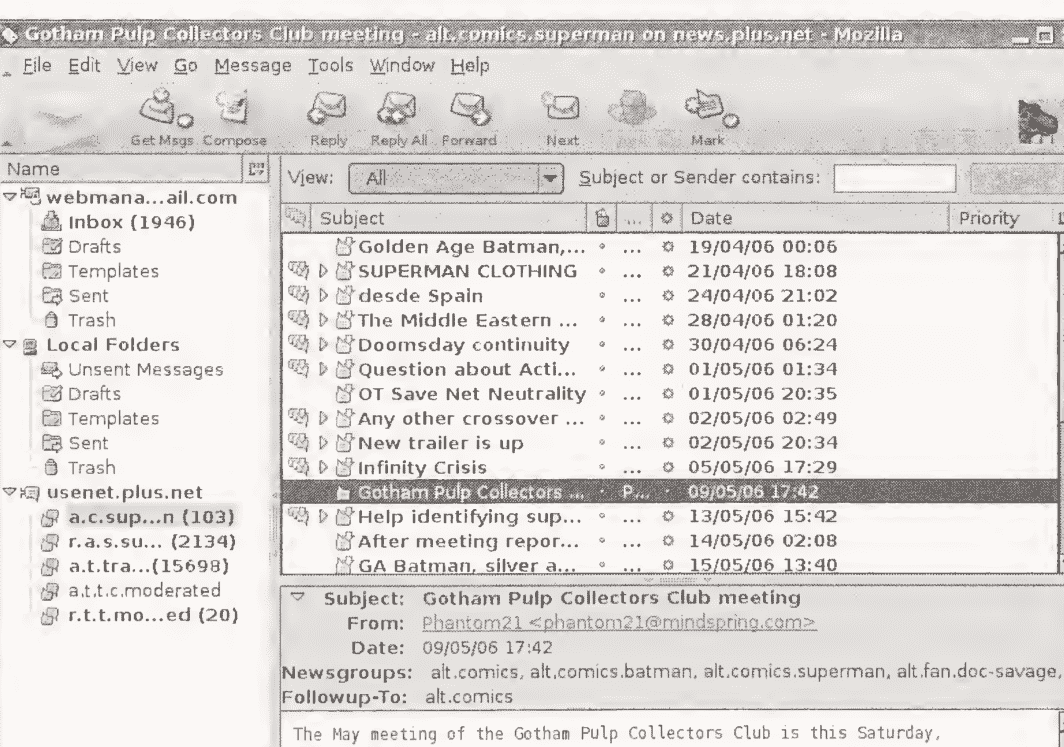 Gotham Pulp Collectors Club meeting - alt.comics.superman on news.plus.net - Mozilla
File Edit View Go Message Tools Window Help
Get Msgs Compose Reply Reply All Forward Next Mark
Name
webmana...ail.com
Inbox (1946)
Drafts
Templates
Sent
Trash
Local Folders
Unsent Messages
Drafts
Templates
Sent
Trash
usenet.plus.net
a.c.sup...n (103)
r.a.s.su... (2134)
a.t.tra...(15698)
a.t.t.c.moderated
r.t.t.mo...ed (20)
View: All Subject or Sender contains:
Subject ... Date Priority
Golden Age Batman,... ... 19/04/06 00:06
SUPERMAN CLOTHING ... 21/04/06 18:08
desde Spain ... 24/04/06 21:02
The Middle Eastern ... ... 28/04/06 01:20
Doomsday continuity ... 30/04/06 06:24
Question about Acti... ... 01/05/06 01:34
OT Save Net Neutrality ... 01/05/06 20:35
Any other crossover ... ... 02/05/06 02:49
New trailer is up ... 02/05/06 20:34
Infinity Crisis ... 05/05/06 17:29
Gotham Pulp Collectors ... P... 09/05/06 17:42
Help identifying sup... ... 13/05/06 15:42
After meeting repor... ... 14/05/06 02:08
GA Batman, silver a... ... 15/05/06 13:40
Subject: Gotham Pulp Collectors Club meeting
From: Phantom21 <phantom21@mindspring.com>
Date: 09/05/06 17:42
Newsgroups: alt.comics, alt.comics.batman, alt.comics.superman, alt.fan.doc-savage,
Followup-To: alt.comics
The May meeting of the Gotham Pulp Collectors Club is this Saturday,